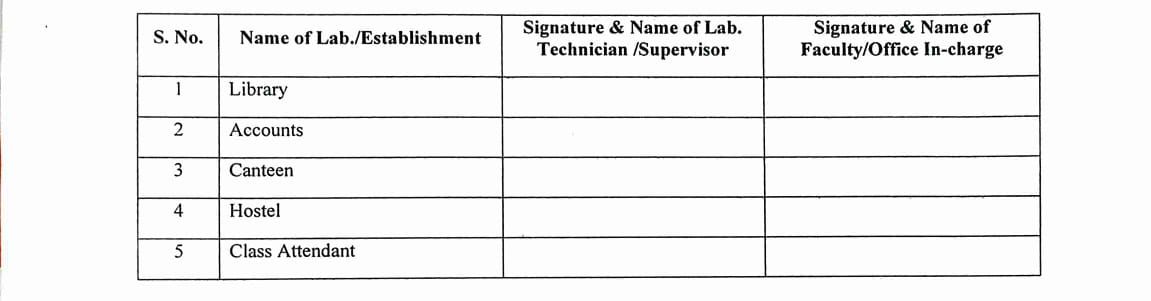 S. No. Name of Lab./Establishment Signature & Name of Lab. Technician /Supervisor Signature & Name of Faculty/Office In-charge
1 Library
2 Accounts
3 Canteen
4 Hostel
5 Class Attendant